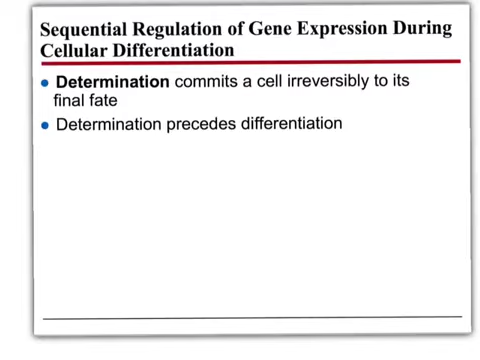 Sequential Regulation of Gene Expression During
Cellular Differentiation
• Determination commits a cell irreversibly to its
final fate
• Determination precedes differentiation